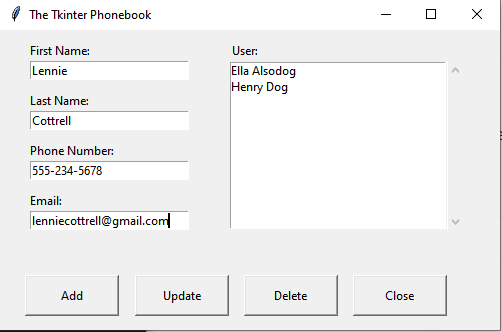 The Tkinter Phonebook
First Name:
Lennie
Last Name:
Cottrell
Phone Number:
555-234-5678
Email:
lenniecottrell@gmail.com
User:
Ella Alsodog
Henry Dog
Add
Update
Delete
Close